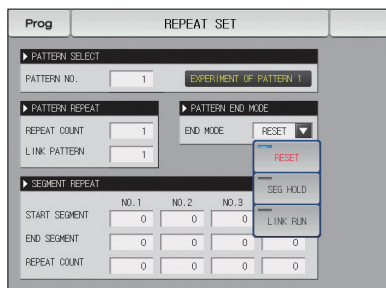 Prog REPEAT SET
PATTERN SELECT
PATTERN NO. 1 EXPERIMENT OF PATTERN 1
PATTERN REPEAT PATTERN END MODE
REPEAT COUNT 1 END MODE RESET
LINK PATTERN 1
RESET
SEG HOLD
LINK RUN
SEGMENT REPEAT
NO.1 NO.2 NO.3
START SEGMENT 0 0 0 0
END SEGMENT 0 0 0 0
REPEAT COUNT 0 0 0 0